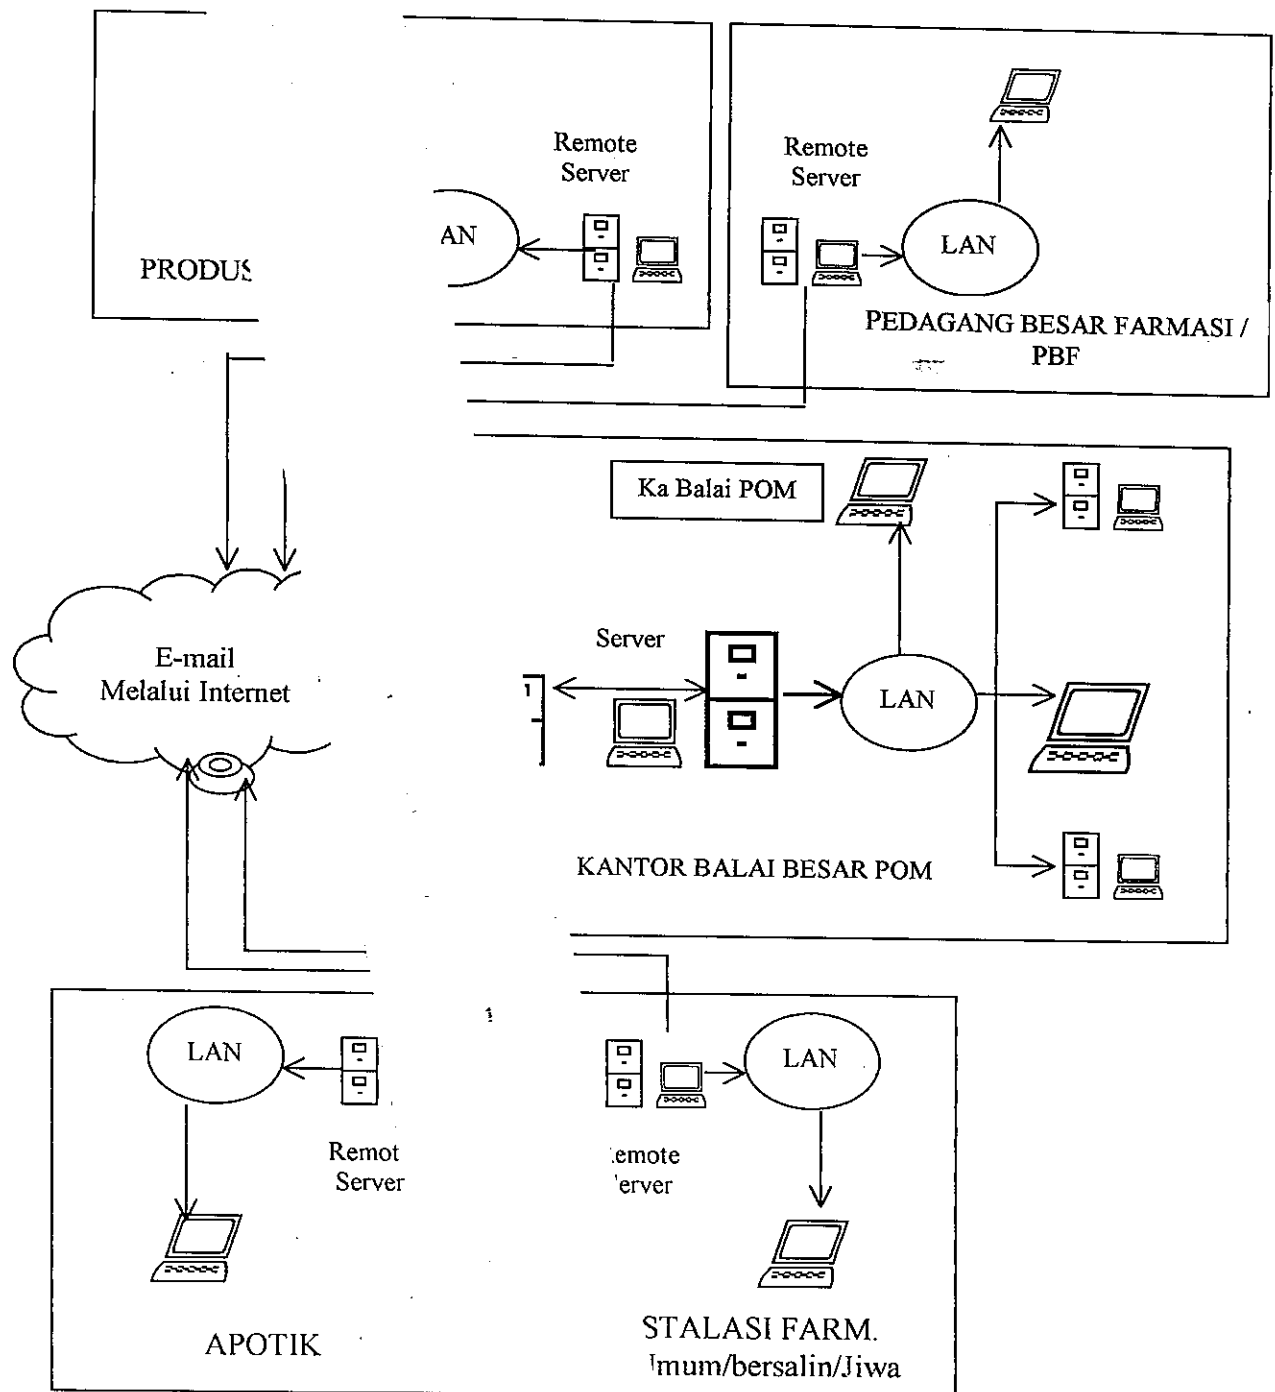 Remote
Server
AN
PRODUS
Remote
Server
LAN
PEDAGANG BESAR FARMASI /
PBF
Ka Balai POM
E-mail
Melalui Internet
Server
LAN
KANTOR BALAI BESAR POM
LAN
Remot
Server
APOTIK
LAN
emote
erver
STALASI FARM.
mum/bersalin/Jiwa